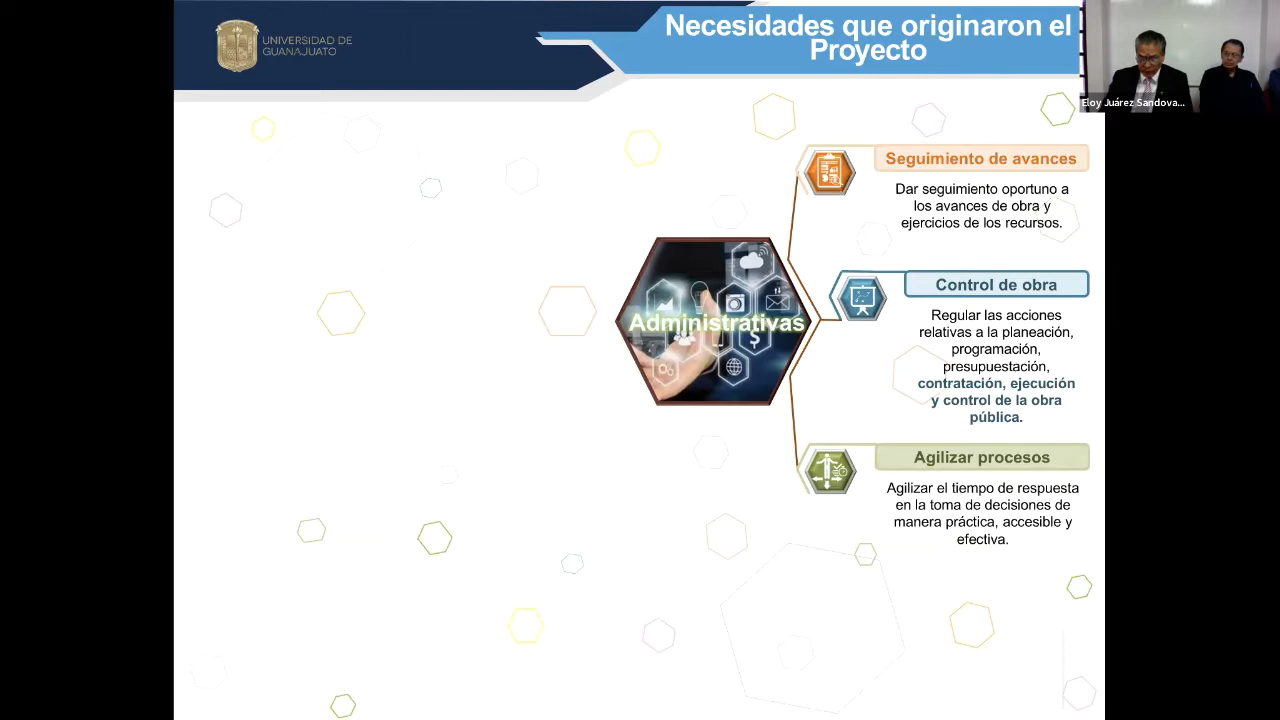 UNIVERSIDAD DE
GUANAJUATO
Necesidades que originaron el
Proyecto
Eloy Juárez Sandova...
Seguimiento de avances
Dar seguimiento oportuno a
los avances de obra y
ejercicios de los recursos.
Administrativas
Control de obra
Regular las acciones
relativas a la planeación,
programación,
presupuestación,
contratación, ejecución
y control de la obra
pública.
Agilizar procesos
Agilizar el tiempo de respuesta
en la toma de decisiones de
manera práctica, accesible y
efectiva.